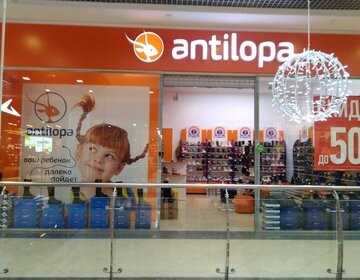 antilopa
antilopa
ваш ребенок
далеко
пойдет
ДО 50